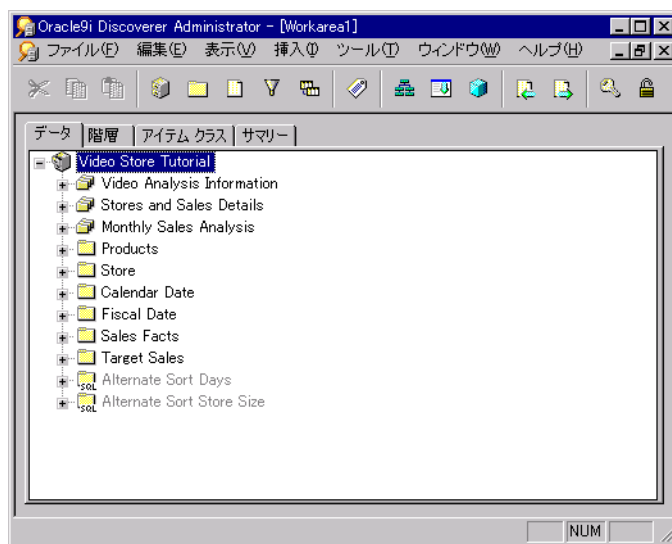 Oracle9i Discoverer Administrator - [Workarea1]
ファイル(F) 編集(E) 表示(V) 挿入(I) ツール(T) ウィンドウ(W) ヘルプ(H)
データ 階層 アイテム クラス サマリー
Video Store Tutorial
Video Analysis Information
Stores and Sales Details
Monthly Sales Analysis
Products
Store
Calendar Date
Fiscal Date
Sales Facts
Target Sales
SQL Alternate Sort Days
SQL Alternate Sort Store Size
NUM